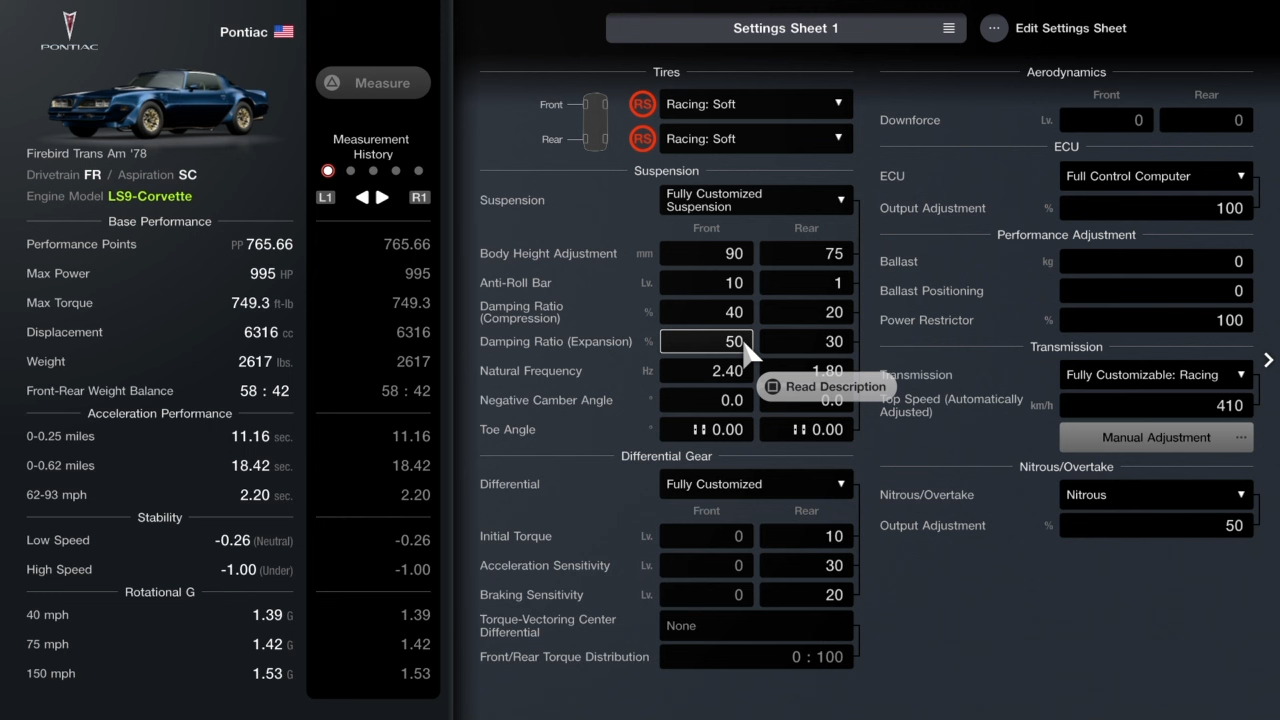 PONTIAC
Pontiac
Firebird Trans Am '78
Drivetrain FR / Aspiration SC
Engine Model LS9-Corvette
Base Performance
Performance Points PP 765.66
Max Power 995 HP
Max Torque 749.3 ft-lb
Displacement 6316 cc
Weight 2617 lbs.
Front-Rear Weight Balance 58 : 42
Acceleration Performance
0-0.25 miles 11.16 sec.
0-0.62 miles 18.42 sec.
62-93 mph 2.20 sec.
Stability
Low Speed -0.26 (Neutral)
High Speed -1.00 (Under)
Rotational G
40 mph 1.39 G
75 mph 1.42 G
150 mph 1.53 G
Measure
Measurement
History
L1 R1
765.66
995
749.3
6316
2617
58 : 42
11.16
18.42
2.20
-0.26
-1.00
1.39
1.42
1.53
Settings Sheet 1
Edit Settings Sheet
Tires
Front RS Racing: Soft
Rear RS Racing: Soft
Suspension
Suspension Fully Customized
Suspension
Front Rear
Body Height Adjustment mm 90 75
Anti-Roll Bar Lv. 10 1
Damping Ratio
(Compression) % 40 20
Damping Ratio (Expansion) % 50 30
Natural Frequency Hz 2.40 1.80
Read Description
Negative Camber Angle ° 0.0 0.0
Toe Angle ° 0.00 0.00
Differential Gear
Differential Fully Customized
Front Rear
Initial Torque Lv. 0 10
Acceleration Sensitivity Lv. 0 30
Braking Sensitivity Lv. 0 20
Torque-Vectoring Center
Differential None
Front/Rear Torque Distribution 0 : 100
Aerodynamics
Front Rear
Downforce Lv. 0 0
ECU
ECU Full Control Computer
Output Adjustment % 100
Performance Adjustment
Ballast kg 0
Ballast Positioning 0
Power Restrictor % 100
Transmission
Transmission Fully Customizable: Racing
Top Speed (Automatically
Adjusted) km/h 410
Manual Adjustment
Nitrous/Overtake
Nitrous/Overtake Nitrous
Output Adjustment % 50